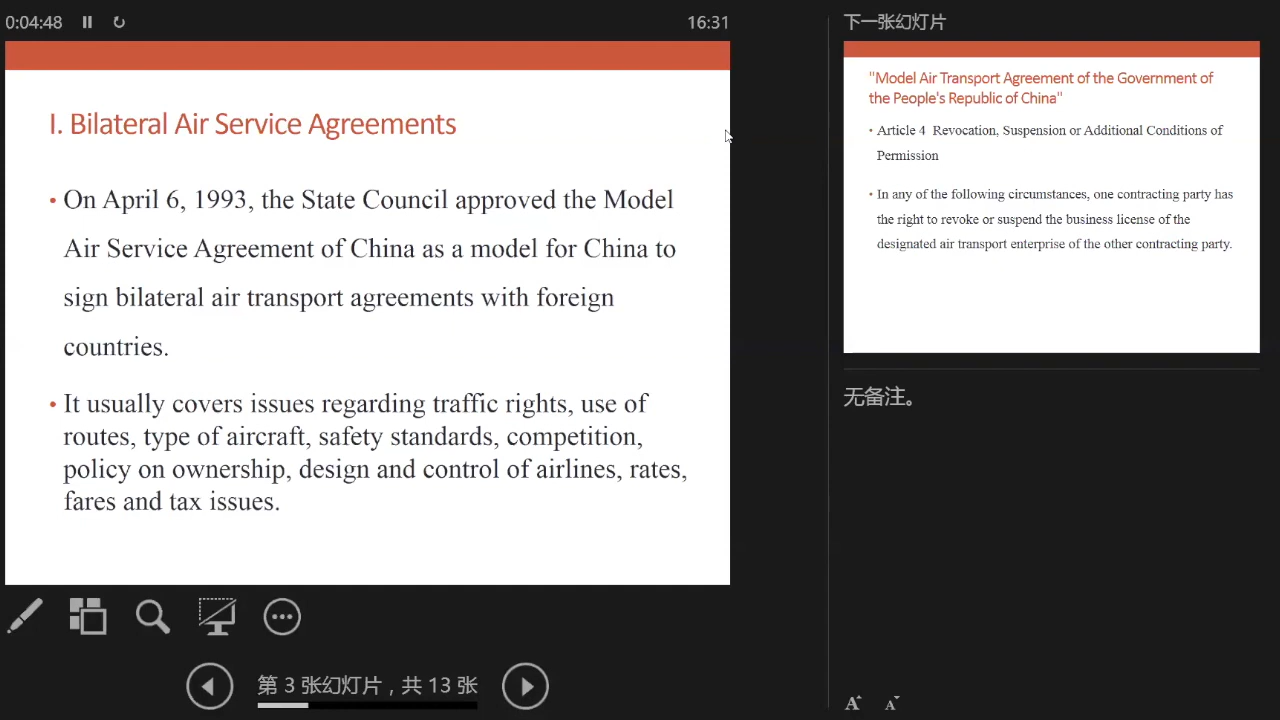 0:04:48
16:31
I. Bilateral Air Service Agreements
• On April 6, 1993, the State Council approved the Model
Air Service Agreement of China as a model for China to
sign bilateral air transport agreements with foreign
countries.
• It usually covers issues regarding traffic rights, use of
routes, type of aircraft, safety standards, competition,
policy on ownership, design and control of airlines, rates,
fares and tax issues.
第 3 张幻灯片，共 13 张
下一张幻灯片
"Model Air Transport Agreement of the Government of
the People's Republic of China"
• Article 4 Revocation, Suspension or Additional Conditions of
Permission
• In any of the following circumstances, one contracting party has
the right to revoke or suspend the business license of the
designated air transport enterprise of the other contracting party.
无备注。
A A